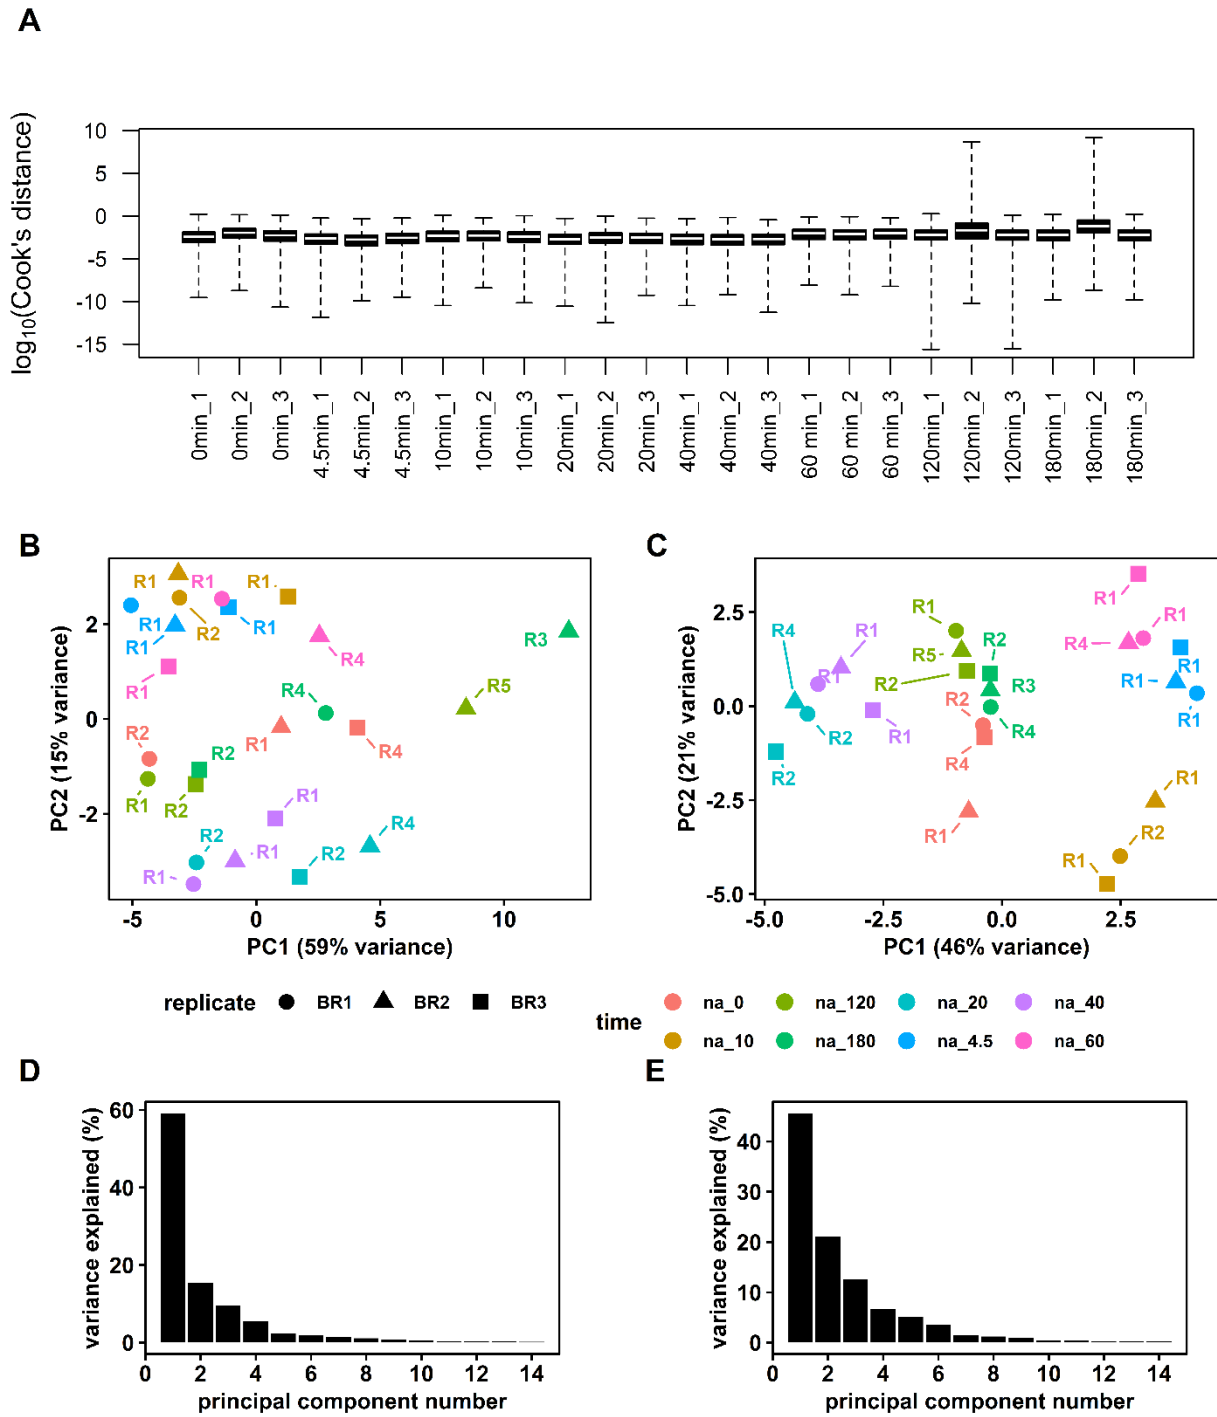 A
log10(Cook's distance)
10
5
0
-5
-10
-15
0min_1
0min_2
0min_3
4.5min_1
4.5min_2
4.5min_3
10min_1
10min_2
10min_3
20min_1
20min_2
20min_3
40min_1
40min_2
40min_3
60 min_1
60 min_2
60 min_3
120min_1
120min_2
120min_3
180min_1
180min_2
180min_3
B
PC2 (15% variance)
2
0
-2
R1
R1
R1
R1
R2
R1
R1
R4
R3
R1
R4
R5
R2
R1
R4
R2
R1
R2
R1
R2
R4
R1
R1
R2
-5
0
5
10
PC1 (59% variance)
C
PC2 (21% variance)
2.5
0.0
-2.5
-5.0
R1
R1
R1
R4
R1
R4
R2
R5
R1
R1
R2
R3
R1
R2
R2
R1
R4
R1
R2
R4
R1
R1
R2
R1
-5.0
-2.5
0.0
2.5
PC1 (46% variance)
replicate
BR1
BR2
BR3
time
na_0
na_120
na_20
na_40
na_10
na_180
na_4.5
na_60
D
variance explained (%)
60
40
20
0
0
2
4
6
8
10
12
14
principal component number
E
variance explained (%)
40
30
20
10
0
0
2
4
6
8
10
12
14
principal component number